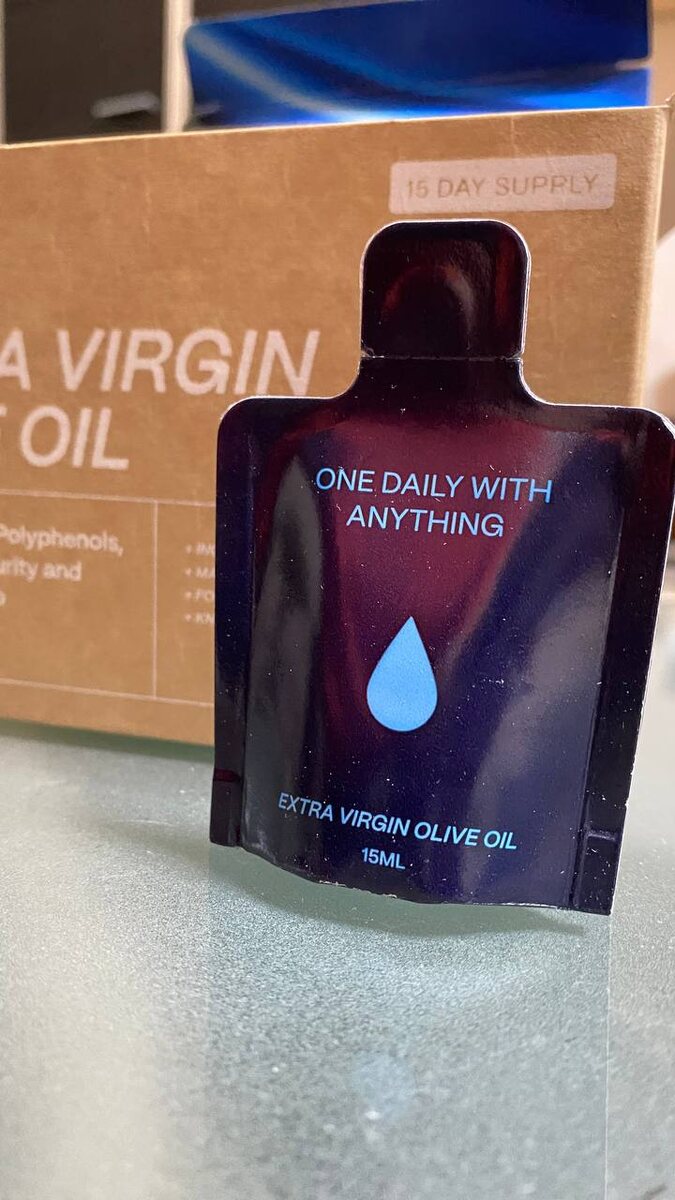 15 DAY SUPPLY
A VIRGIN
OIL
Polyphenols,
urity and
ONE DAILY WITH
ANYTHING
EXTRA VIRGIN OLIVE OIL
15ML